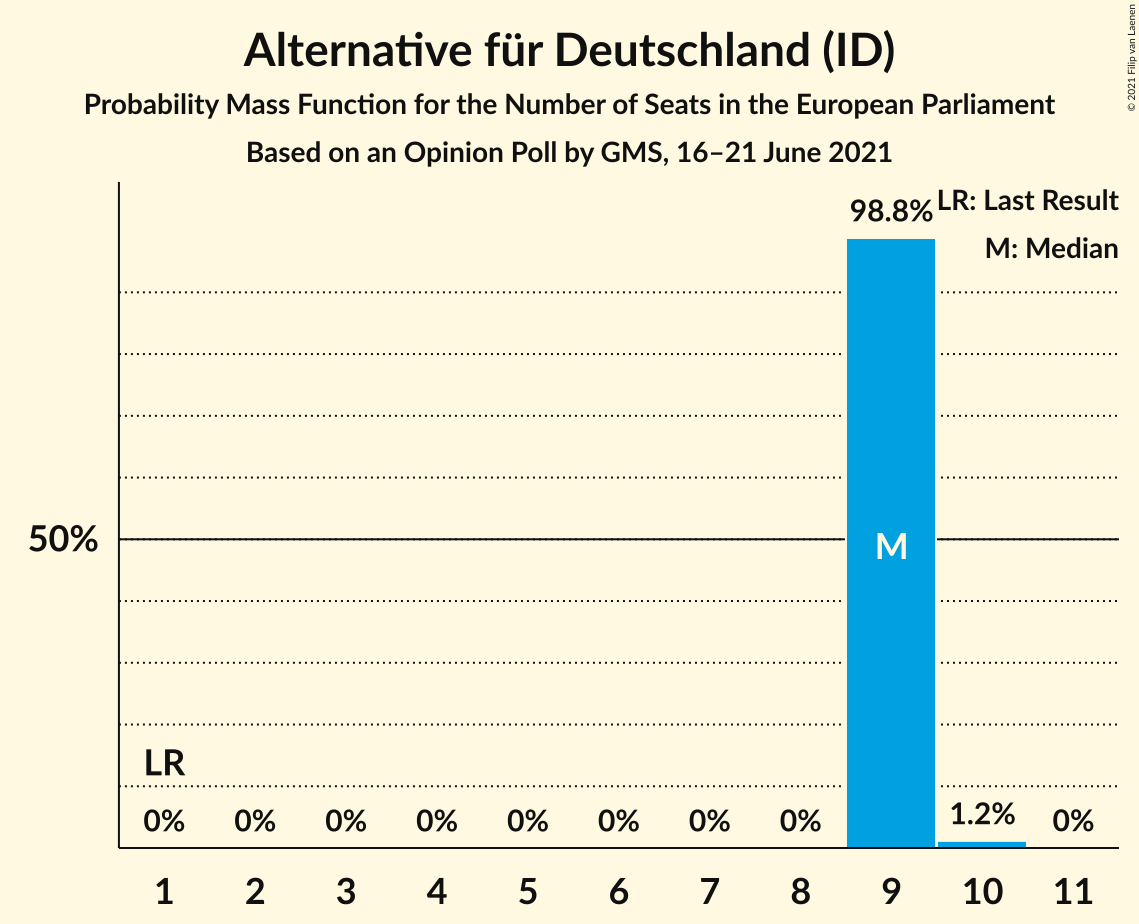 Alternative für Deutschland (ID)
Probability Mass Function for the Number of Seats in the European Parliament
Based on an Opinion Poll by GMS, 16–21 June 2021
© 2021 Filip van Laenen
LR: Last Result
M: Median
98.8%
50%
M
LR
0% 0% 0% 0% 0% 0% 0% 0% 1.2% 0%
1 2 3 4 5 6 7 8 9 10 11